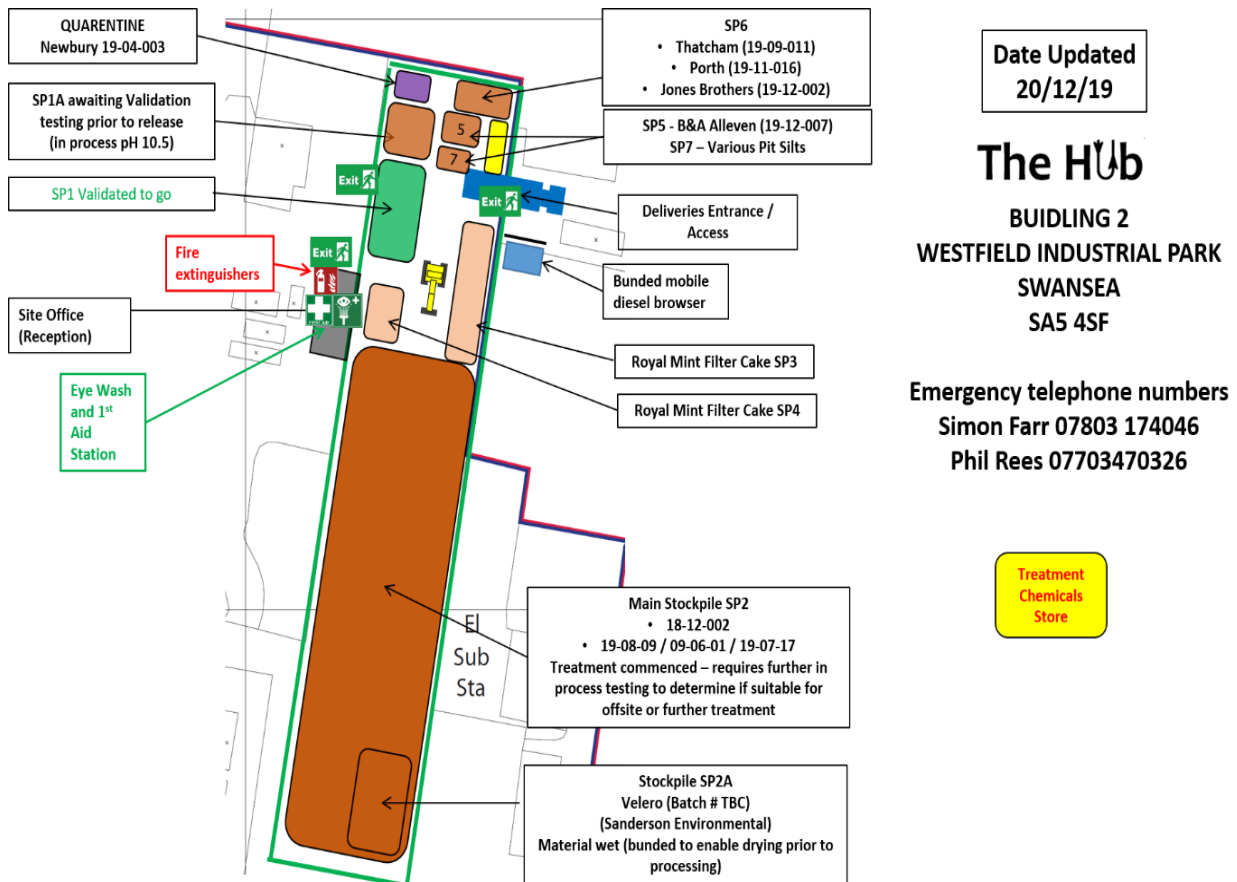 QUARENTINE
Newbury 19-04-003
SP1A awaiting Validation
testing prior to release
(in process pH 10.5)
SP1 Validated to go
Fire
extinguishers
Site Office
(Reception)
Eye Wash
and 1st
Aid
Station
SP6
• Thatcham (19-09-011)
• Porth (19-11-016)
• Jones Brothers (19-12-002)
SP5 - B&A Alleven (19-12-007)
SP7 – Various Pit Silts
5
7
Exit
Exit
Exit
FIRST AID
Deliveries Entrance /
Access
Bunded mobile
diesel browser
Royal Mint Filter Cake SP3
Royal Mint Filter Cake SP4
El
Sub
Sta
Main Stockpile SP2
• 18-12-002
• 19-08-09 / 09-06-01 / 19-07-17
Treatment commenced – requires further in
process testing to determine if suitable for
offsite or further treatment
Stockpile SP2A
Velero (Batch # TBC)
(Sanderson Environmental)
Material wet (bunded to enable drying prior to
processing)
Date Updated
20/12/19
The Hub
BUIDLING 2
WESTFIELD INDUSTRIAL PARK
SWANSEA
SA5 4SF
Emergency telephone numbers
Simon Farr 07803 174046
Phil Rees 07703470326
Treatment
Chemicals
Store